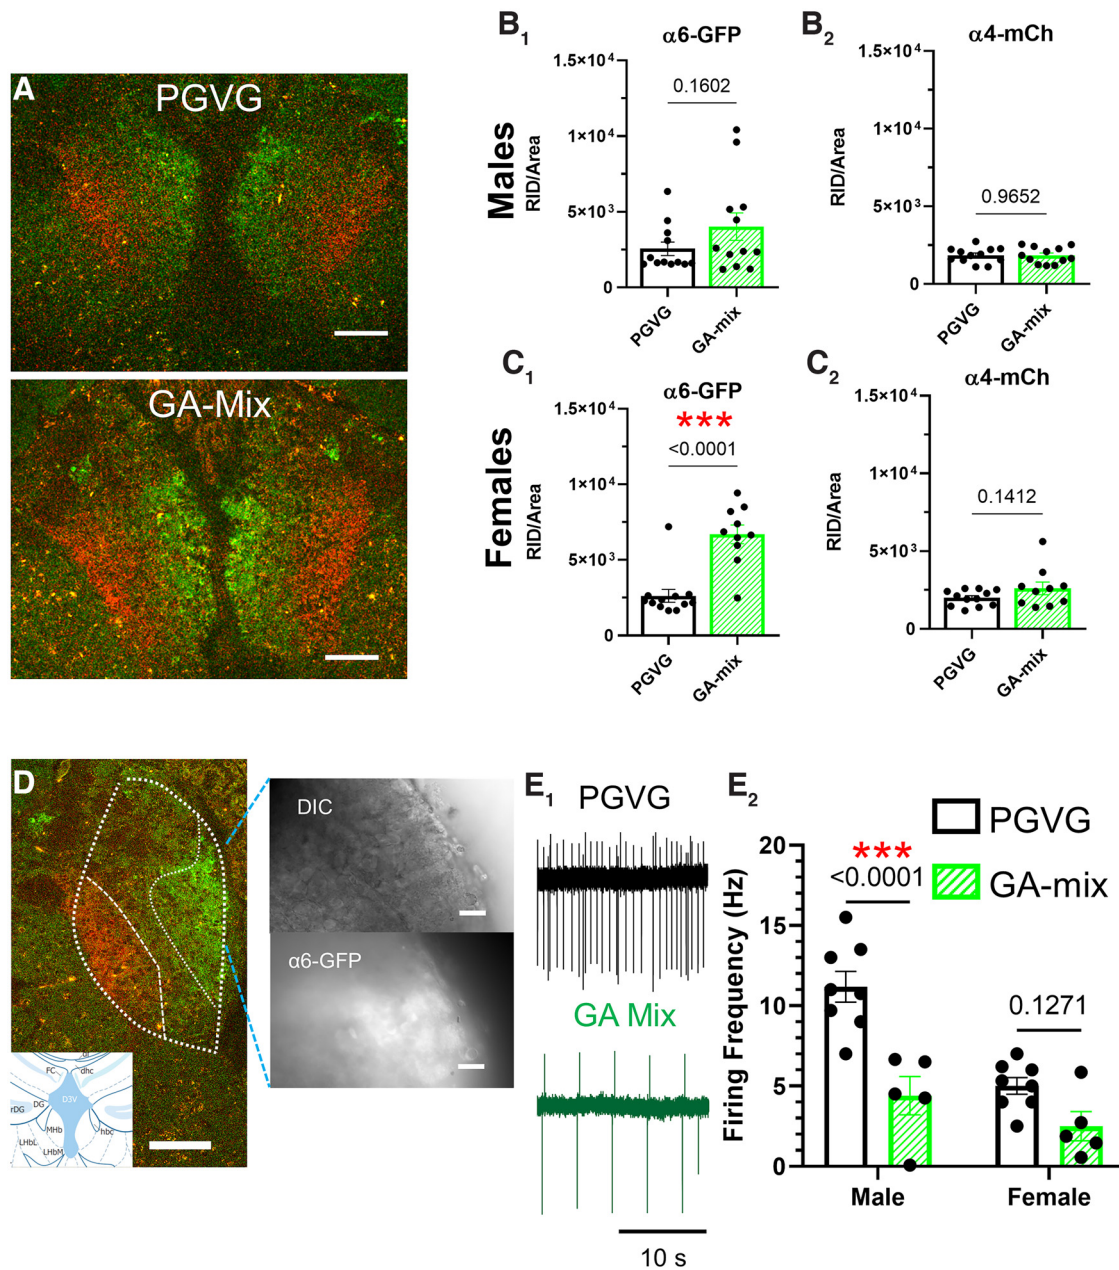 A
PGVG
GA-Mix
B1
α6-GFP
Males
RID/Area
1.5×10⁴
1×10⁴
5×10³
0
0.1602
PGVG
GA-mix
B2
α4-mCh
RID/Area
1.5×10⁴
1×10⁴
5×10³
0
0.9652
PGVG
GA-mix
C1
α6-GFP
***
<0.0001
Females
RID/Area
1.5×10⁴
1×10⁴
5×10³
0
PGVG
GA-mix
C2
α4-mCh
RID/Area
1.5×10⁴
1×10⁴
5×10³
0
0.1412
PGVG
GA-mix
D
FC
dhc
D3V
rDG
DG
MHb
hbc
LHbL
LHbM
DIC
α6-GFP
E1
PGVG
GA Mix
10 s
E2
PGVG
GA-mix
Firing Frequency (Hz)
20
15
10
5
0
***
<0.0001
0.1271
Male
Female